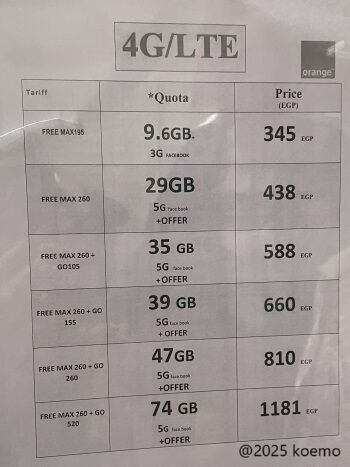 4G/LTE
orange
Tariff
*Quota
Price
(EGP)
FREE MAX195
9.6GB.
3G FACEBOOK
345 EGP
FREE MAX 260
29GB
5G face book
+OFFER
438 EGP
FREE MAX 260 +
GO105
35 GB
5G face book
+OFFER
588 EGP
FREE MAX 260 + GO
155
39 GB
5G face book
+ OFFER
660 EGP
FREE MAX 260 + GO
260
47GB
5G face book
+OFFER
810 EGP
FREE MAX 260 + GO
520
74 GB
5G face book
+OFFER
1181 EGP
@2025 koemo